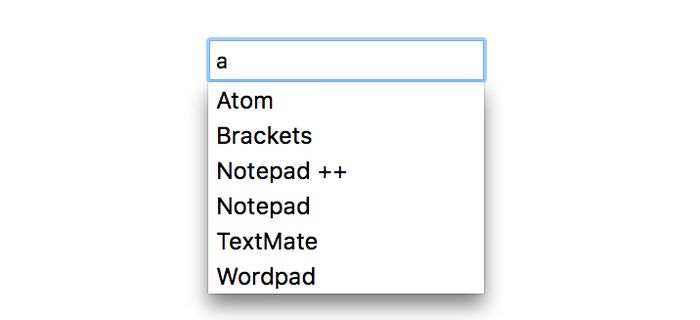 a
Atom
Brackets
Notepad ++
Notepad
TextMate
Wordpad